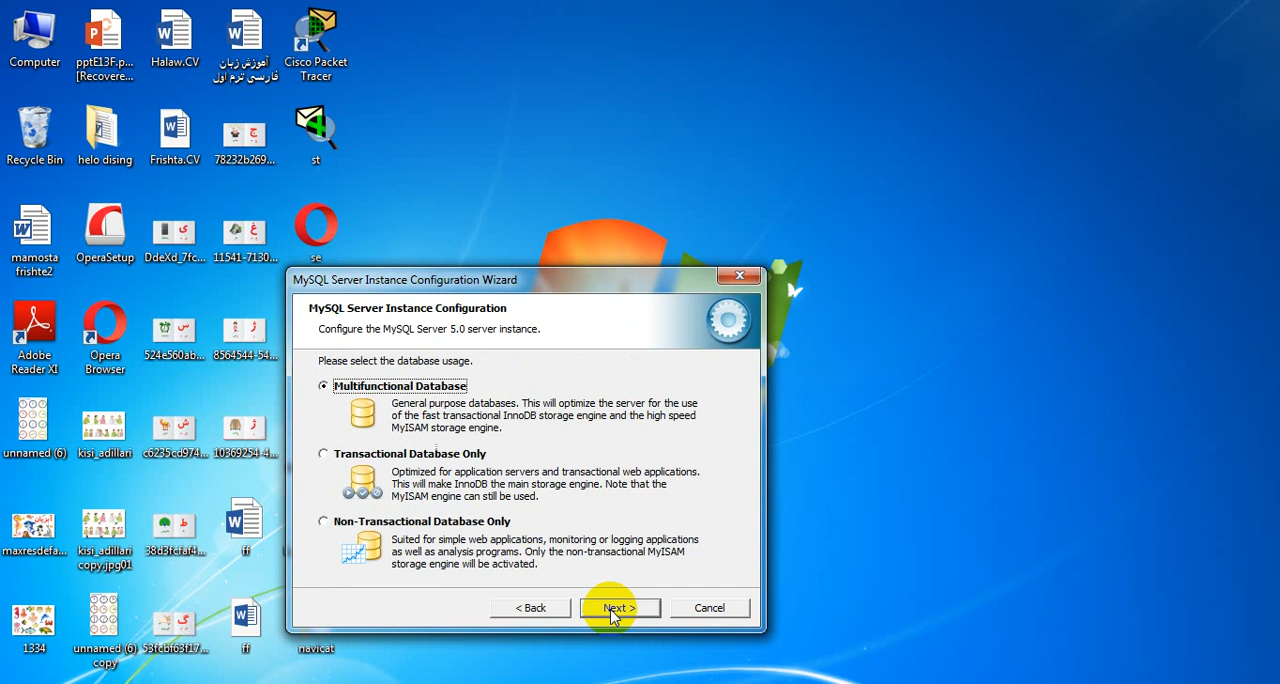 Computer
pptE13F.p...
[Recovere...
Halaw.CV
آموزش زبان
فارسی ترم اول
Cisco Packet
Tracer
Recycle Bin
helo dising
Frishta.CV
78232b269...
st
mamosta
frishte2
OperaSetup
DdeXd_7fc...
11541-7130...
se
Adobe
Reader XI
Opera
Browser
524e560ab...
8564544-54...
unnamed (6)
kisi_adillari
c6235cd974...
10369254-4...
maxresdefa...
kisi_adillari
copy.jpg01
38d3fcfaf4...
ff
1334
unnamed (6)
copy
53fcbf63f17...
ff
navicat
MySQL Server Instance Configuration Wizard
MySQL Server Instance Configuration
Configure the MySQL Server 5.0 server instance.
Please select the database usage.
Multifunctional Database
General purpose databases. This will optimize the server for the use
of the fast transactional InnoDB storage engine and the high speed
MyISAM storage engine.
Transactional Database Only
Optimized for application servers and transactional web applications.
This will make InnoDB the main storage engine. Note that the
MyISAM engine can still be used.
Non-Transactional Database Only
Suited for simple web applications, monitoring or logging applications
as well as analysis programs. Only the non-transactional MyISAM
storage engine will be activated.
< Back
Next >
Cancel